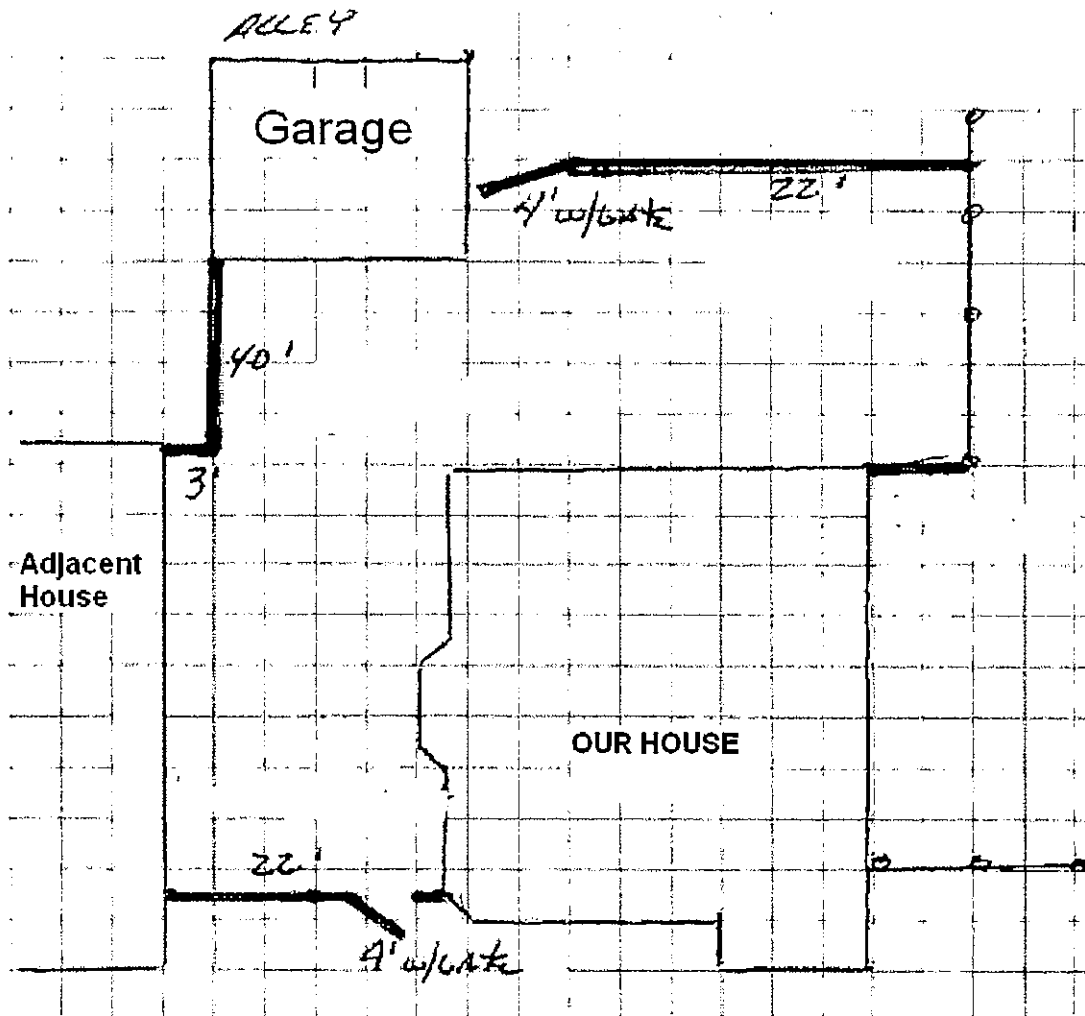 ALLEY
Garage
22'
4' w/GATE
40'
3'
Adjacent
House
OUR HOUSE
22'
4' w/GATE